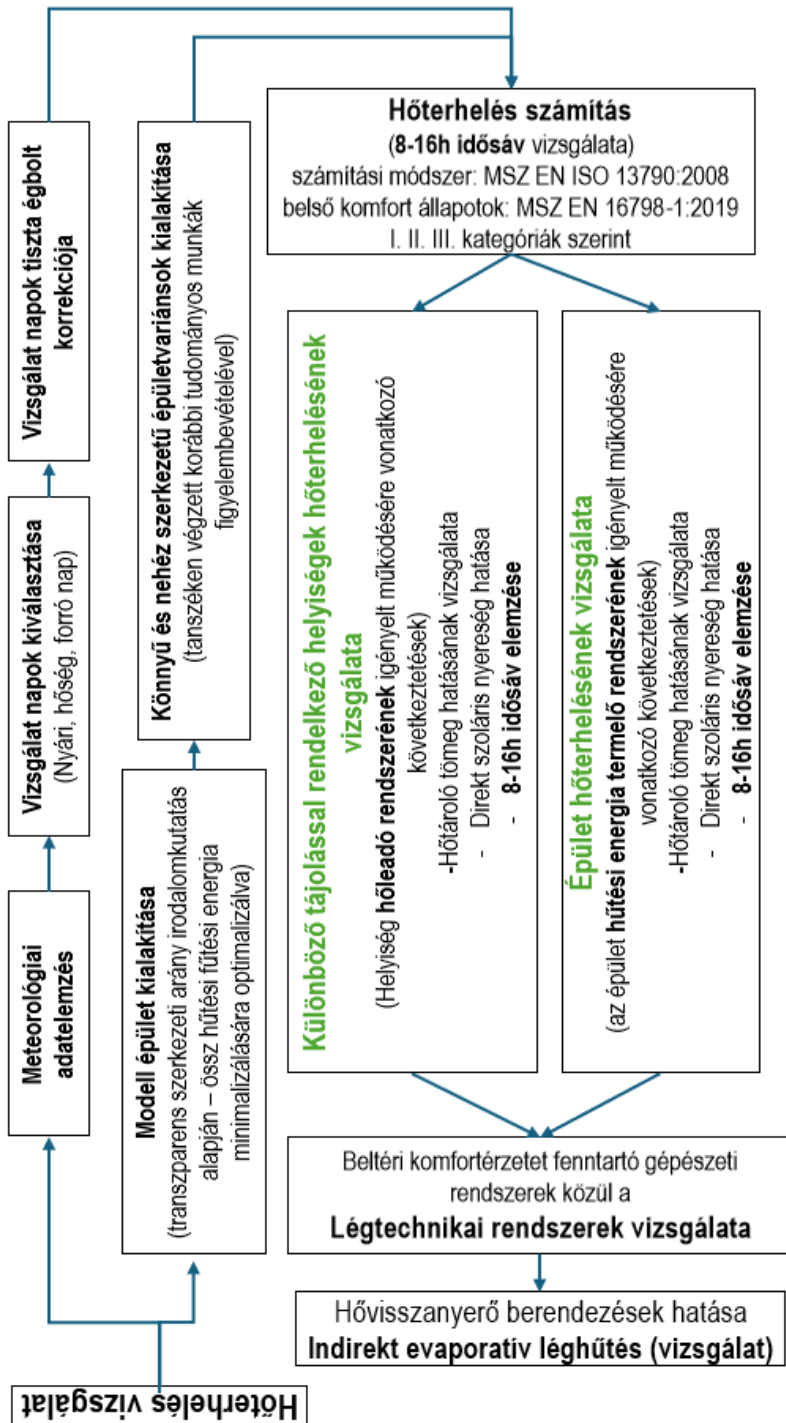 Hőterhelés vizsgálat
Meteorológiai
adatelemzés
Vizsgálat napok kiválasztása
(Nyári, hőség, forró nap)
Vizsgálat napok tiszta égbolt
korrekciója
Modell épület kialakítása
(transzparens szerkezeti arány irodalomkutatás
alapján – össz hűtési fűtési energia
minimalizálására optimalizálva)
Könnyű és nehéz szerkezetű épületvariánsok kialakítása
(tanszéken végzett korábbi tudományos munkák
figyelembevételével)
Hőterhelés számítás
(8-16h idősáv vizsgálata)
számítási módszer: MSZ EN ISO 13790:2008
belső komfort állapotok: MSZ EN 16798-1:2019
I. II. III. kategóriák szerint
Különböző tájolással rendelkező helyiségek hőterhelésének
vizsgálata
(Helyiség hőleadó rendszerének igényelt működésére vonatkozó
következtetések)
-Hőtároló tömeg hatásának vizsgálata
- Direkt szoláris nyereség hatása
- 8-16h idősáv elemzése
Épület hőterhelésének vizsgálata
(az épület hűtési energia termelő rendszerének igényelt működésére
vonatkozó következtetések)
-Hőtároló tömeg hatásának vizsgálata
- Direkt szoláris nyereség hatása
- 8-16h idősáv elemzése
Beltéri komfortérzetet fenntartó gépészeti
rendszerek közül a
Légtechnikai rendszerek vizsgálata
Hővisszanyerő berendezések hatása
Indirekt evaporatív léghűtés (vizsgálat)